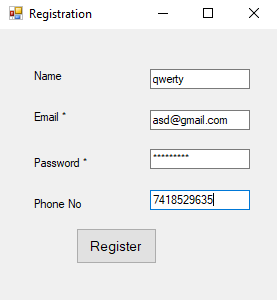 Registration
Name qwerty
Email * asd@gmail.com
Password * *********
Phone No 7418529635
Register